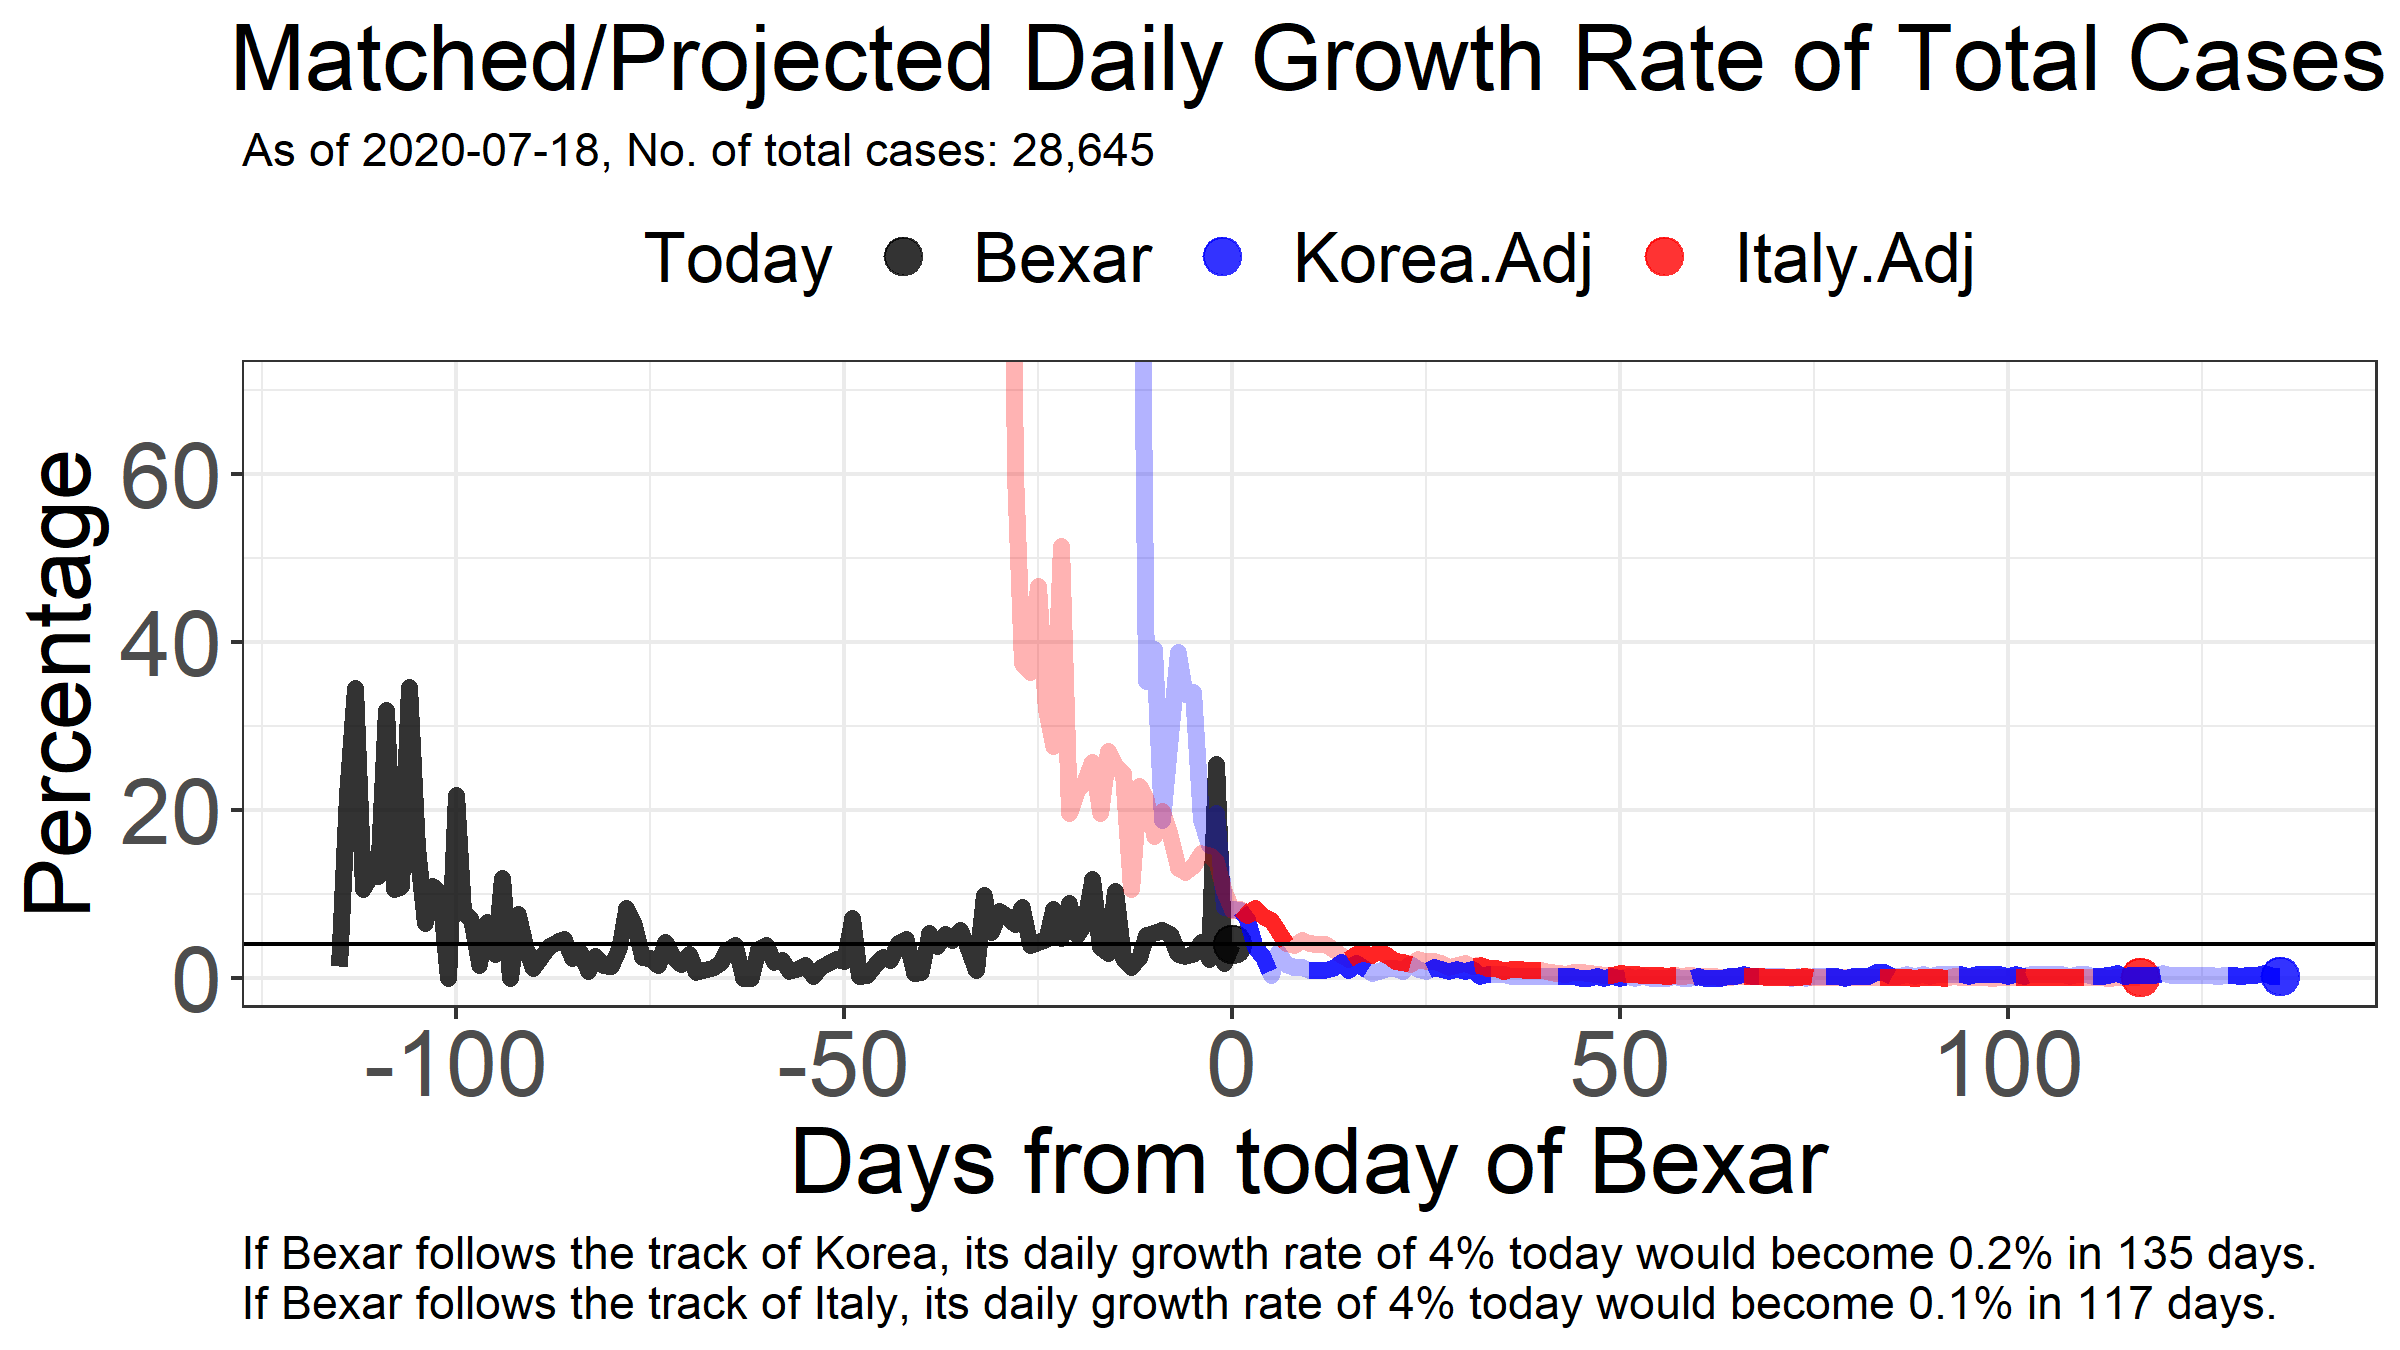 Matched/Projected Daily Growth Rate of Total Cases
As of 2020-07-18, No. of total cases: 28,645
Today Bexar Korea.Adj Italy.Adj
Percentage
60
40
20
0
-100 -50 0 50 100
Days from today of Bexar
If Bexar follows the track of Korea, its daily growth rate of 4% today would become 0.2% in 135 days.
If Bexar follows the track of Italy, its daily growth rate of 4% today would become 0.1% in 117 days.